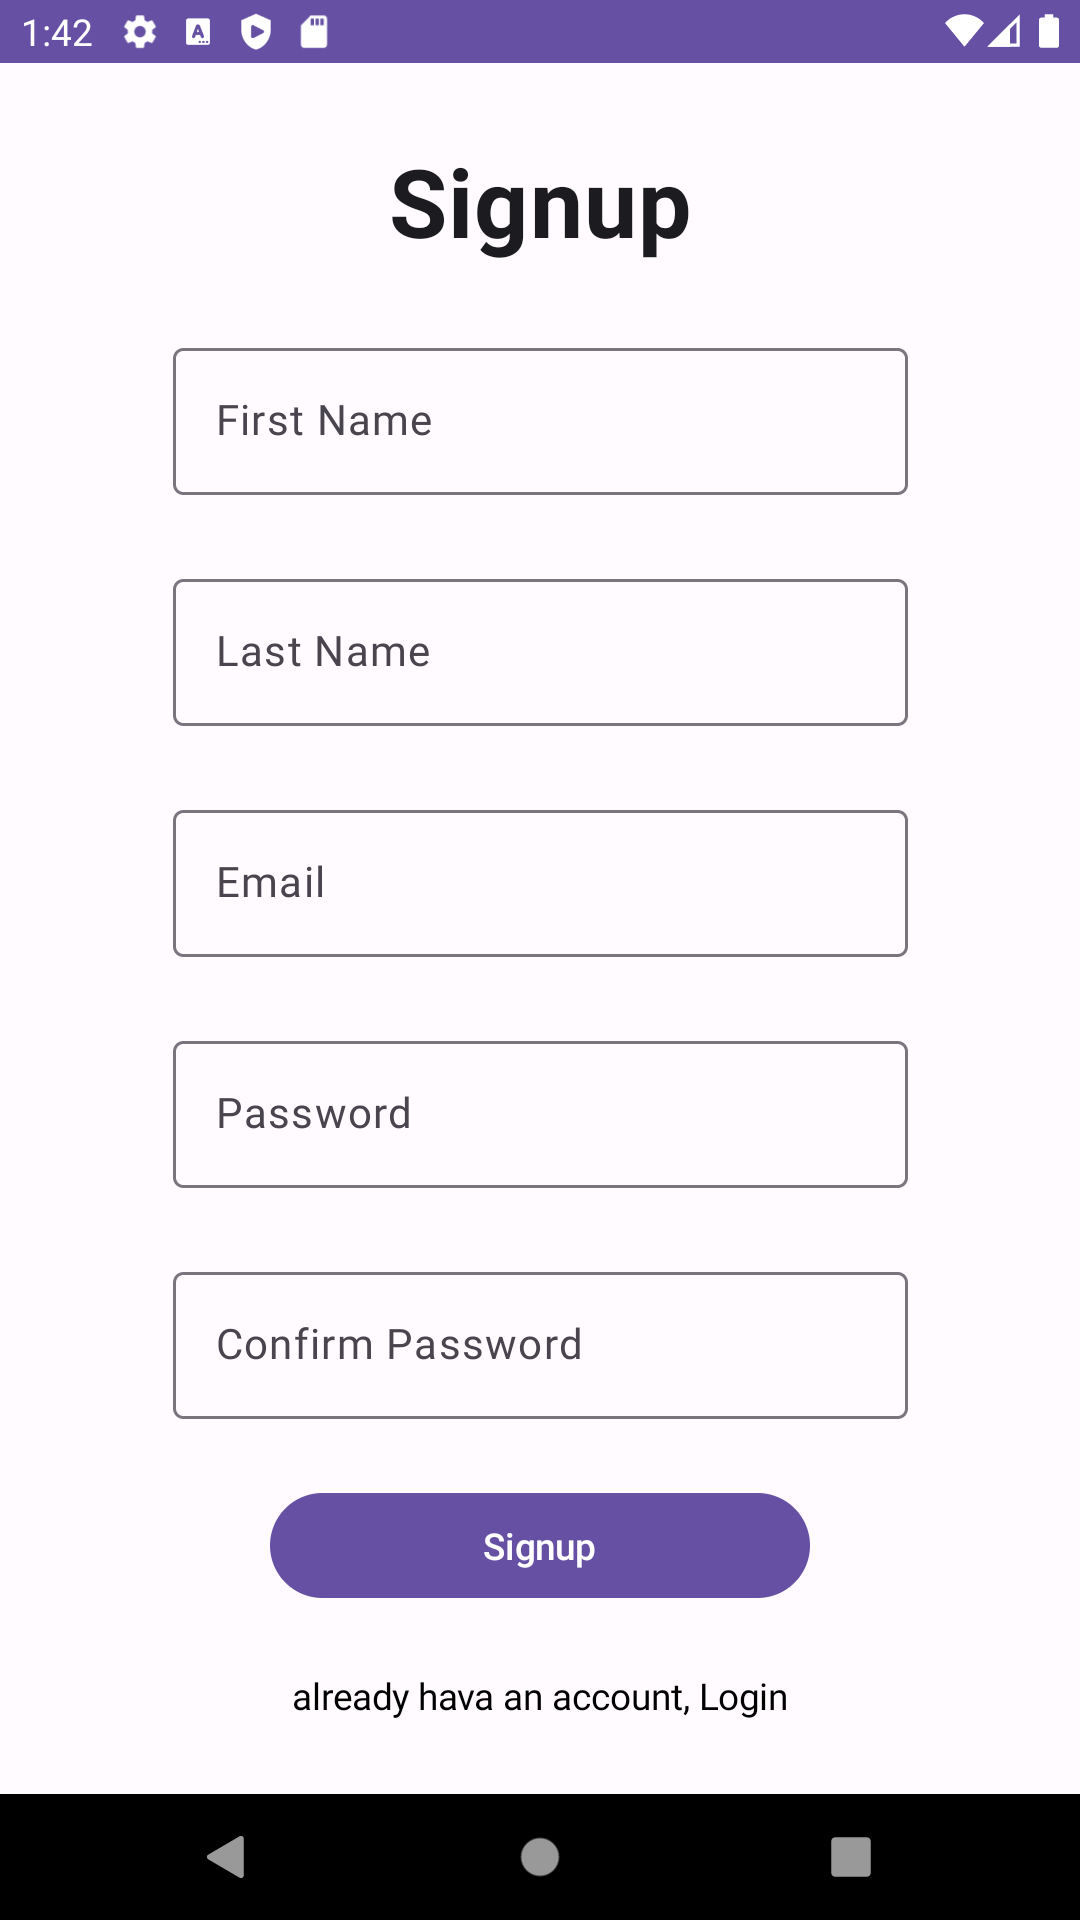 1:42
Signup
First Name
Last Name
Email
Password
Confirm Password
Signup
already hava an account, Login